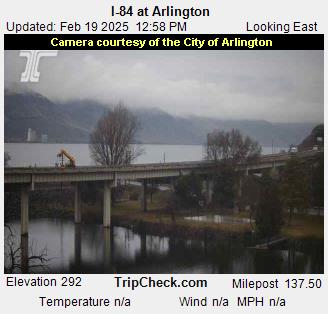 I-84 at Arlington
Updated: Feb 19 2025 12:58 PM Looking East
Camera courtesy of the City of Arlington
Elevation 292 TripCheck.com Milepost 137.50
Temperature n/a Wind n/a MPH n/a